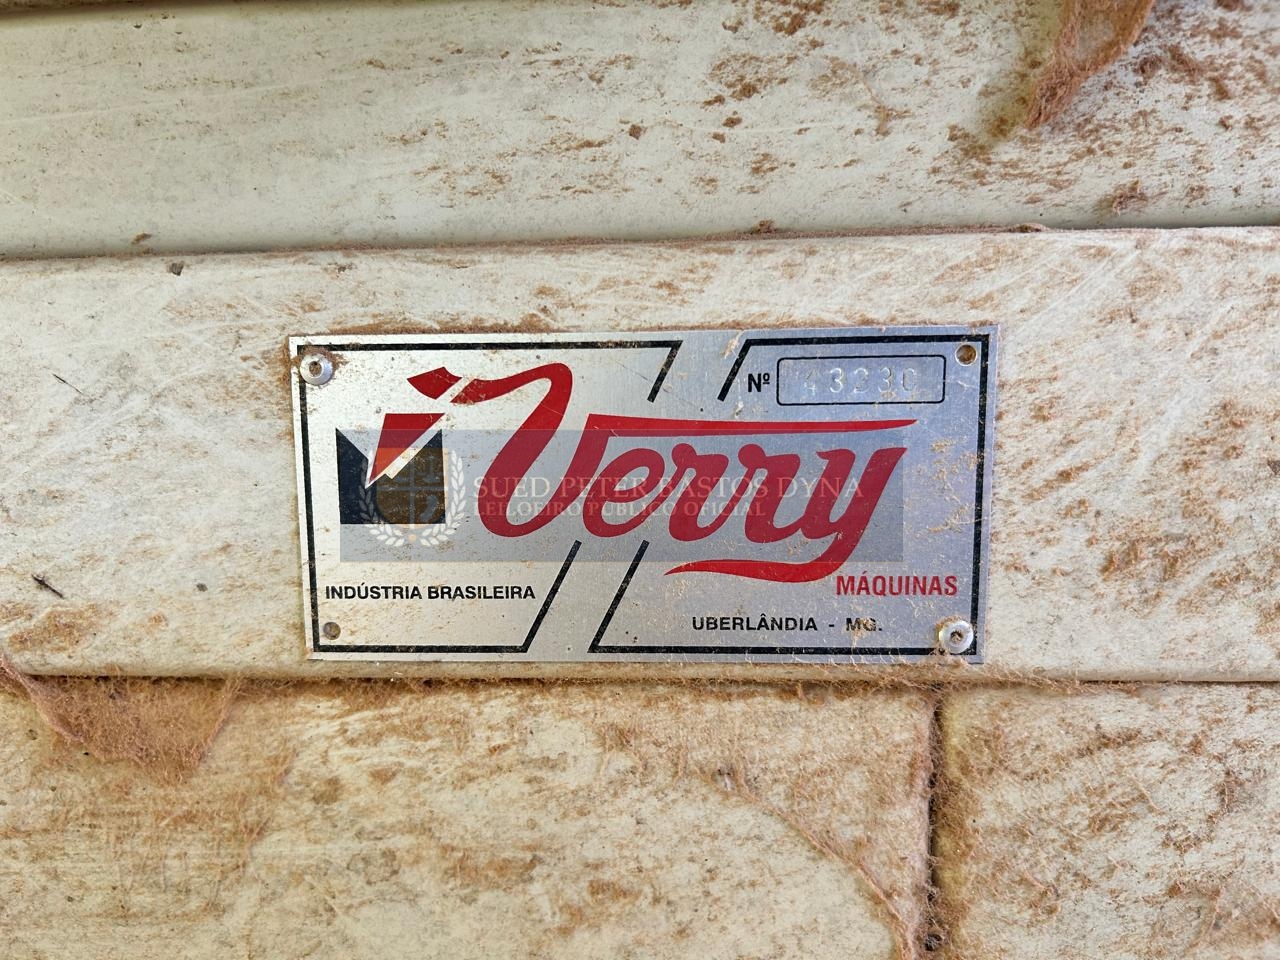 Nº 43230
Verry
SUED PETER BASTOS DYNA
LEILOEIRO PÚBLICO OFICIAL
MÁQUINAS
INDÚSTRIA BRASILEIRA
UBERLÂNDIA - MG.